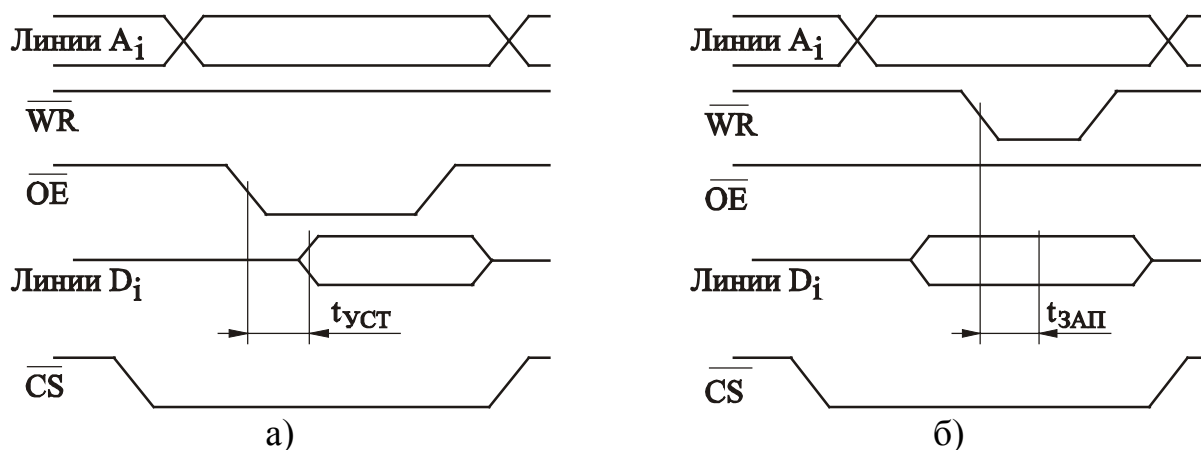 Линии Ai
WR
OE
Линии Di
tУСТ
CS
а)
Линии Ai
WR
OE
Линии Di
tЗАП
CS
б)